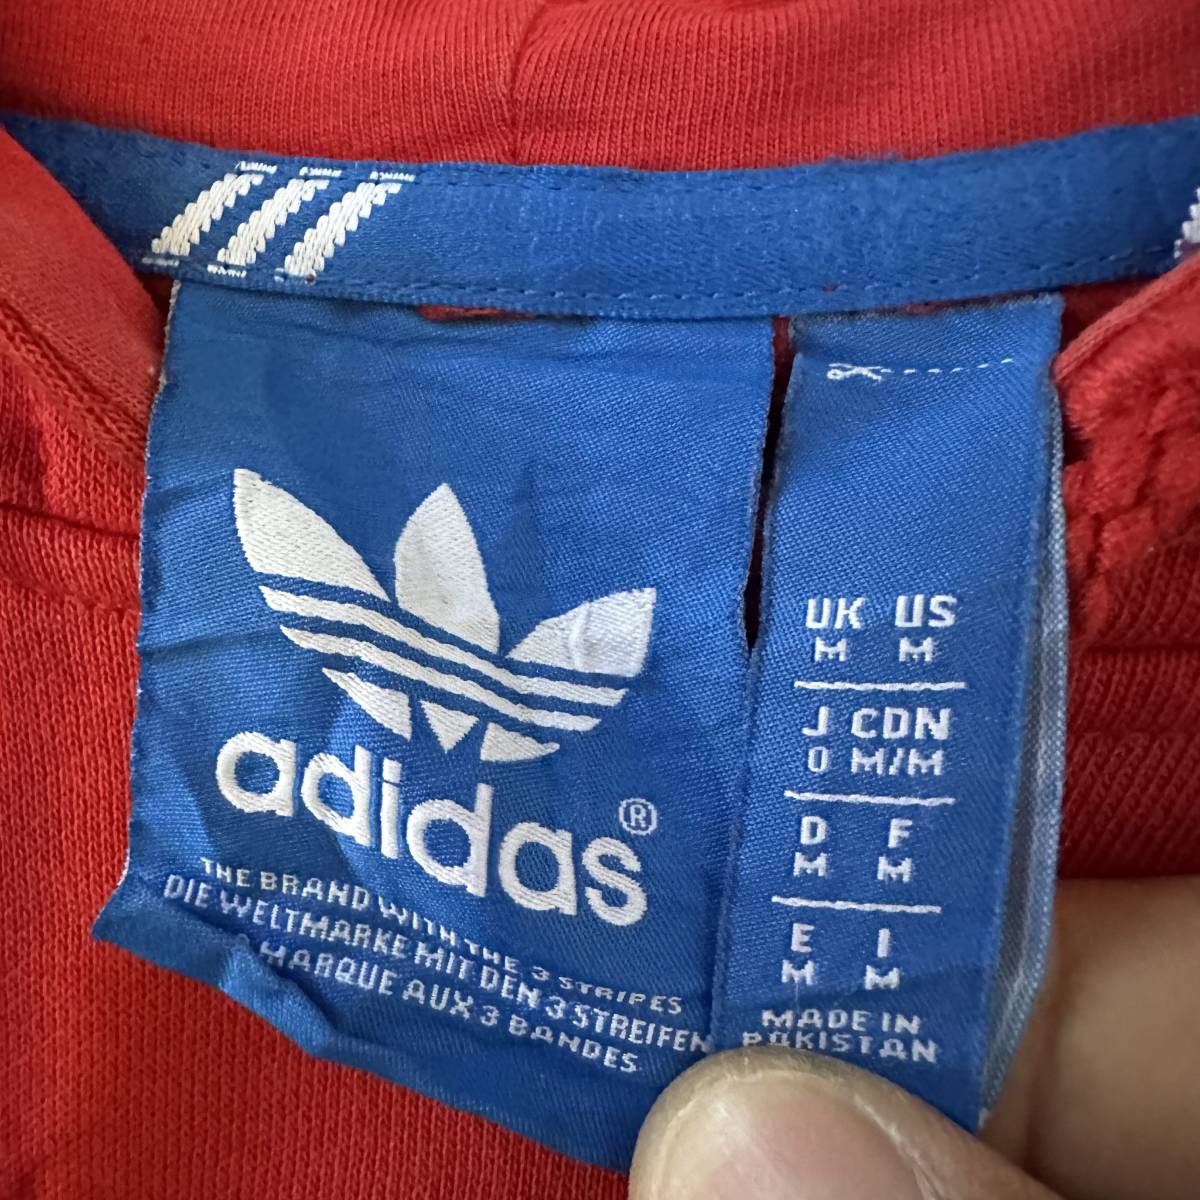 adidas®
THE BRAND WITH THE 3 STRIPES
DIE WELTMARKE MIT DEN 3 STREIFEN
MARQUE AUX 3 BANDES
UK US
M M
J CDN
O M/M
D F
M M
E I
M M
MADE IN
PAKISTAN